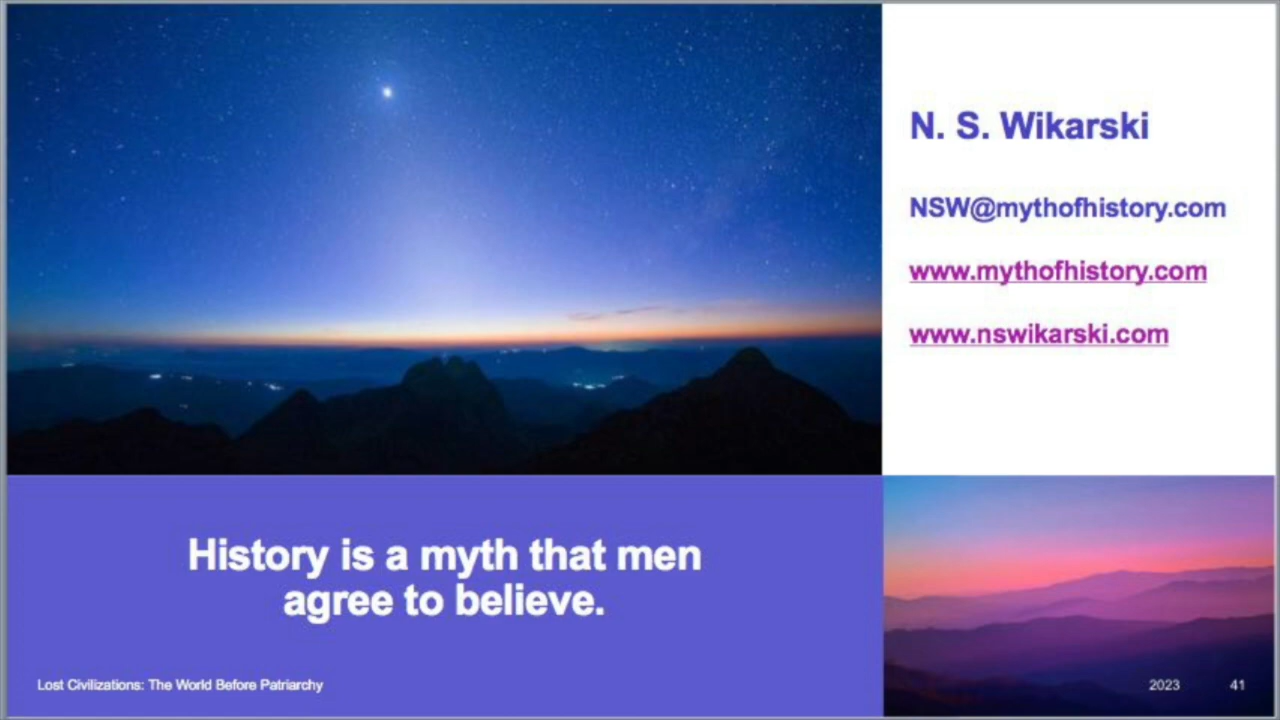 N. S. Wikarski
NSW@mythofhistory.com
www.mythofhistory.com
www.nswikarski.com
History is a myth that men
agree to believe.
Lost Civilizations: The World Before Patriarchy
2023 41